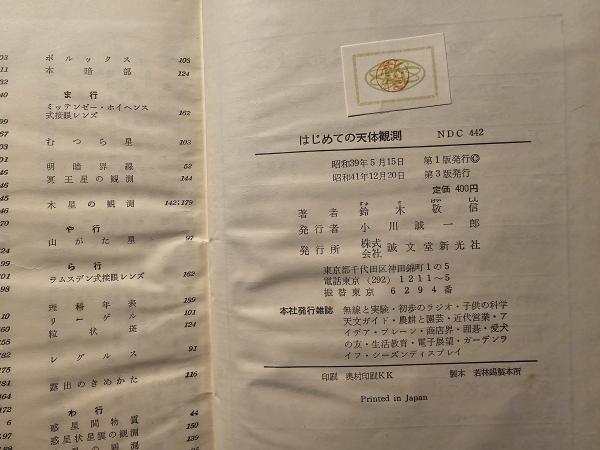 ポルックス 103
本暗部 124
ま行
ミッテンゼー・ホイヘンス
式接眼レンズ 162
むつら星 103
明暗界線 52
冥王星の観測 144
木星の観測 142, 179
や行
山がた星 97
ら行
ラムスデン式接眼レンズ 162
理科年表 189
リーゲル 101
粒状斑 124
レグルス 91
露出のきめかた 116
わ行
惑星間物質 44
惑星状星雲の観測 150
の観測 139
はじめての天体観測 NDC 442
昭和39年5月15日 第1版発行©
昭和41年12月20日 第3版発行
定価 400円
著者 鈴木敬信
発行者 小川誠一郎
発行所 株式会社 誠文堂新光社
東京都千代田区神田錦町1の5
電話東京 (292) 1211~5
振替東京 6294番
本社発行雑誌 無線と実験・初歩のラジオ・子供の科学
天文ガイド・農耕と園芸・近代営業・ア
イデア・ブレーン・商店界・囲碁・愛犬
の友・生活教育・電子展望・ガーデンラ
イフ・シーズンディスプレイ
印刷 奥村印刷KK 製本 若林錫製本所
Printed in Japan